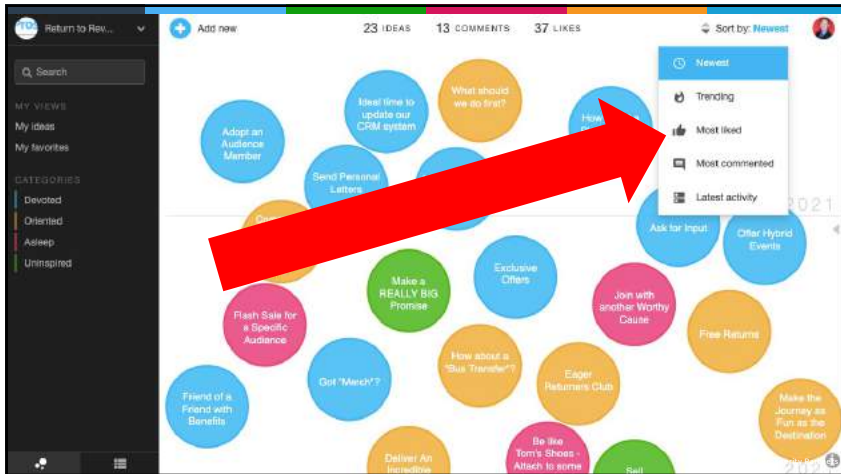 Return to Rev...
Add new
23 IDEAS
13 COMMENTS
37 LIKES
Sort by: Newest
Search
MY VIEWS
My ideas
My favorites
CATEGORIES
Devoted
Oriented
Asleep
Uninspired
Newest
Trending
Most liked
Most commented
Latest activity
2021
What should
we do first?
Ideal time to
update our
CRM system
Adopt an
Audience
Member
Send Personal
Letters
Ask for Input
Offer Hybrid
Events
Exclusive
Offers
Make a
REALLY BIG
Promise
Join with
another Worthy
Cause
Flash Sale for
a Specific
Audience
Free Returns
How about a
"Bus Transfer"?
Got "Merch"?
Eager
Returners Club
Friend of a
Friend with
Benefits
Make the
Journey as
Fun as the
Destination
Be like
Tom's Shoes -
Attach to some
Deliver An
Incredible
Sell